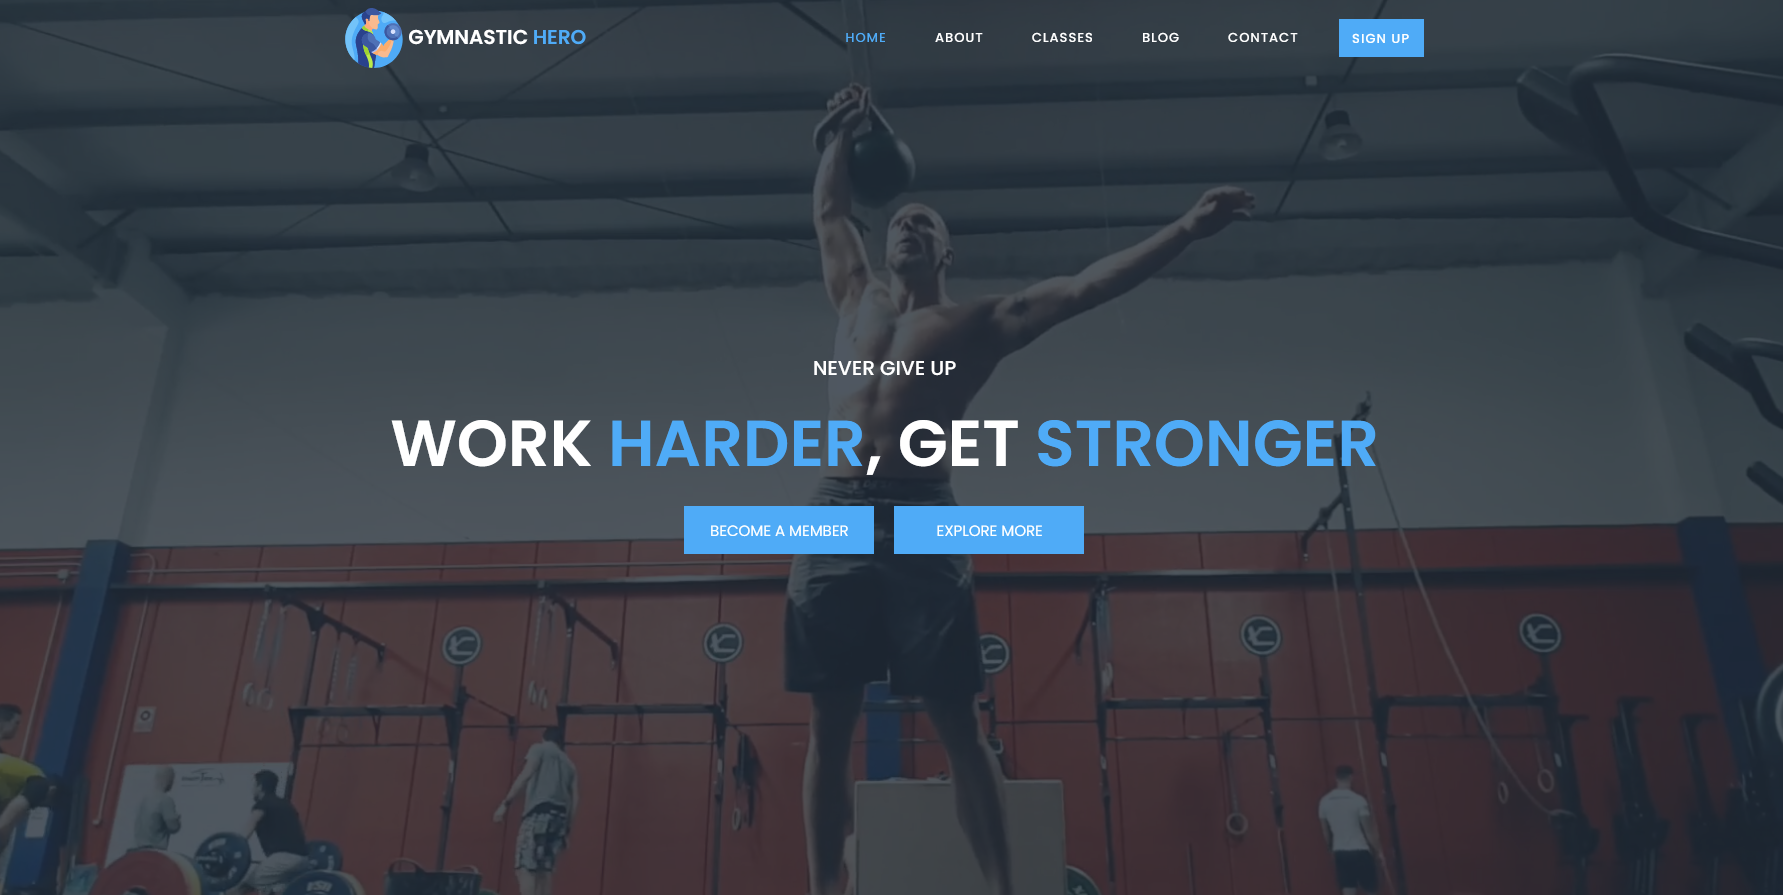 GYMNASTIC HERO
HOME ABOUT CLASSES BLOG CONTACT SIGN UP
NEVER GIVE UP
WORK HARDER, GET STRONGER
BECOME A MEMBER EXPLORE MORE